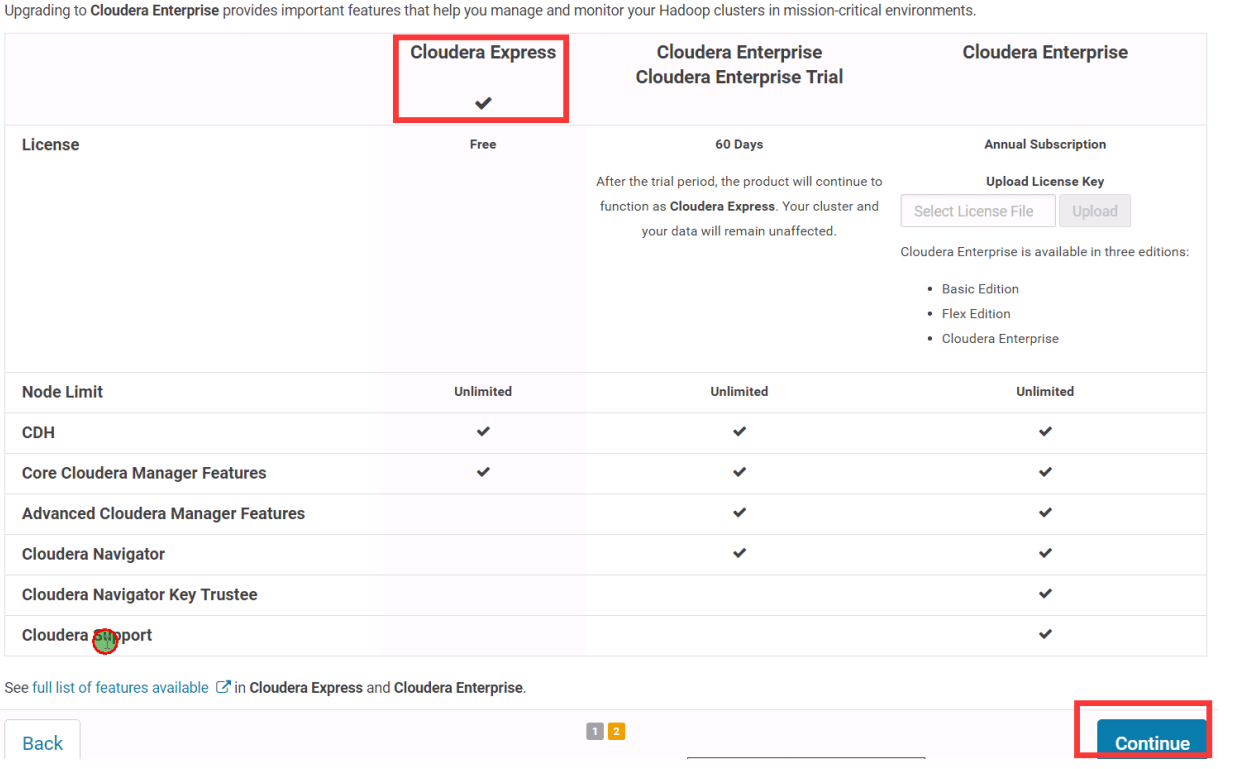 Upgrading to Cloudera Enterprise provides important features that help you manage and monitor your Hadoop clusters in mission-critical environments.
Cloudera Express
Cloudera Enterprise
Cloudera Enterprise Trial
Cloudera Enterprise
License
Free
60 Days
After the trial period, the product will continue to
function as Cloudera Express. Your cluster and
your data will remain unaffected.
Annual Subscription
Upload License Key
Select License File Upload
Cloudera Enterprise is available in three editions:
• Basic Edition
• Flex Edition
• Cloudera Enterprise
Node Limit Unlimited Unlimited Unlimited
CDH ✔ ✔ ✔
Core Cloudera Manager Features ✔ ✔ ✔
Advanced Cloudera Manager Features ✔ ✔
Cloudera Navigator ✔ ✔
Cloudera Navigator Key Trustee ✔
Cloudera Support ✔
See full list of features available in Cloudera Express and Cloudera Enterprise.
Back 1 2 Continue